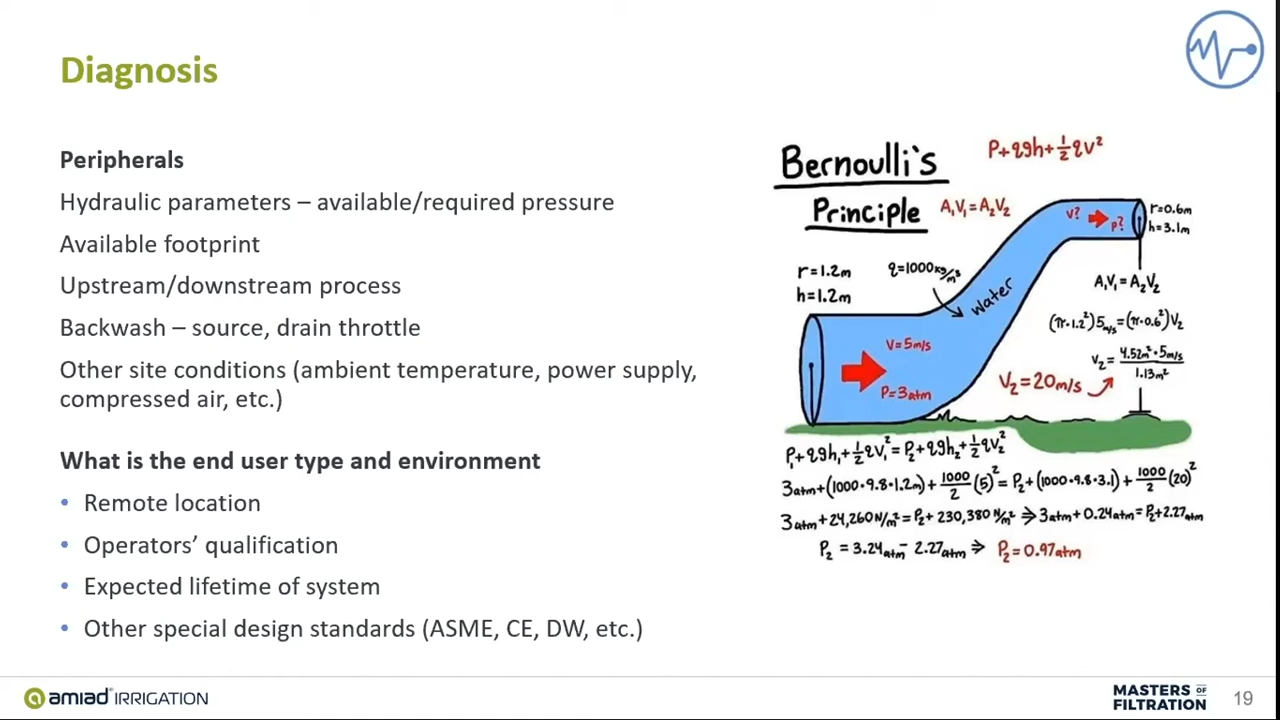 Diagnosis
Peripherals
Hydraulic parameters – available/required pressure
Available footprint
Upstream/downstream process
Backwash – source, drain throttle
Other site conditions (ambient temperature, power supply,
compressed air, etc.)
What is the end user type and environment
• Remote location
• Operators’ qualification
• Expected lifetime of system
• Other special design standards (ASME, CE, DW, etc.)
Bernoulli's
Principle
P+qgh+½qv²
A₁V₁=A₂V₂
r=1.2m
h=1.2m
q=1000kg/m³
water
V=5m/s
P=3atm
v?
P?
r=0.6m
h=3.1m
A₁V₁=A₂V₂
(π·1.2²)5m/s=(π·0.6²)V₂
V₂=4.52m²·5m/s/1.13m²
V₂=20m/s
P₁+qgh₁+½qv₁²=P₂+qgh₂+½qv₂²
3atm+(1000·9.8·1.2m)+1000/2(5)²=P₂+(1000·9.8·3.1)+1000/2(20)²
3atm+24,260N/m²=P₂+230,380N/m²⇒3atm+0.24atm=P₂+2.27atm
P₂=3.24atm-2.27atm⇒P₂=0.97atm
amiad IRRIGATION
MASTERS OF
FILTRATION
19